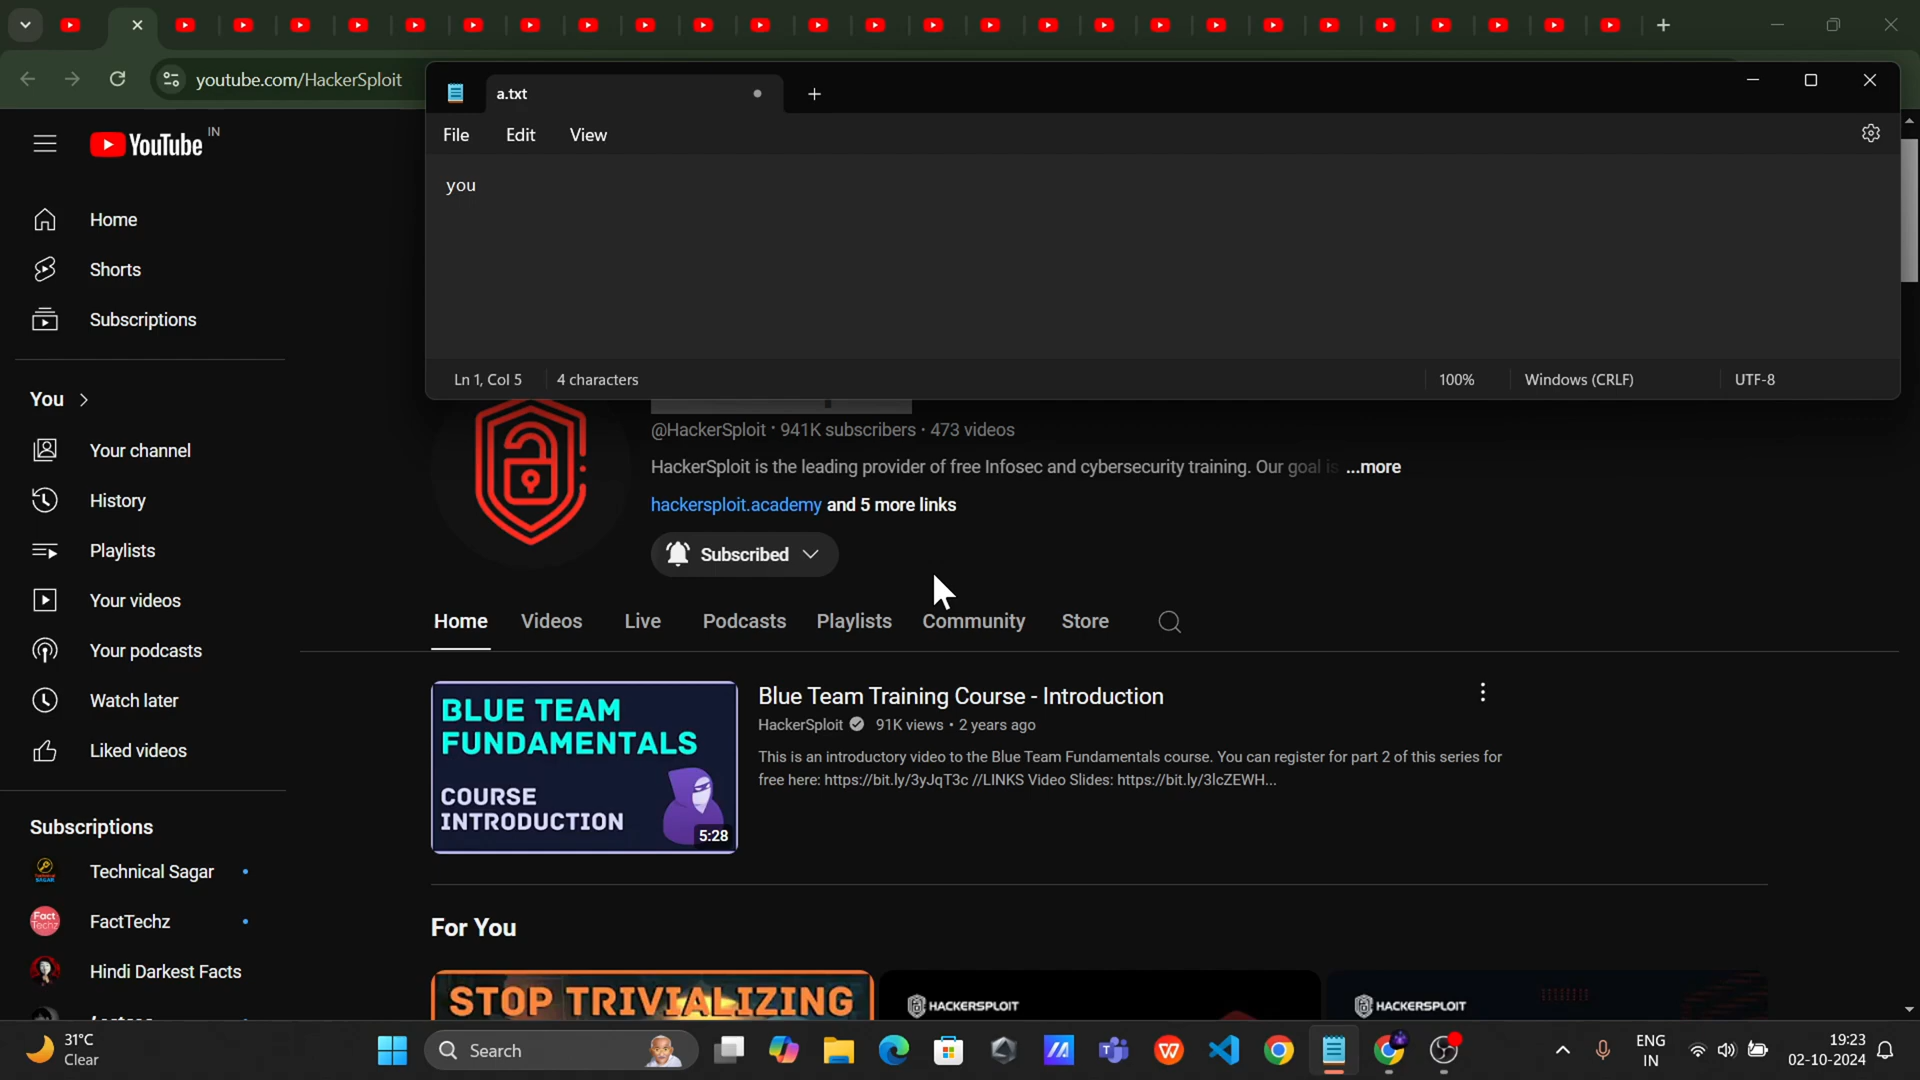 youtube.com/HackerSploit
a.txt
File Edit View
you
Ln 1, Col 5 4 characters 100% Windows (CRLF) UTF-8
YouTube IN
Home
Shorts
Subscriptions
You
Your channel
History
Playlists
Your videos
Your podcasts
Watch later
Liked videos
Subscriptions
Technical Sagar
FactTechz
Hindi Darkest Facts
@HackerSploit • 941K subscribers • 473 videos
HackerSploit is the leading provider of free Infosec and cybersecurity training. Our goal is ...more
hackersploit.academy and 5 more links
Subscribed
Home Videos Live Podcasts Playlists Community Store
BLUE TEAM
FUNDAMENTALS
COURSE
INTRODUCTION
5:28
Blue Team Training Course - Introduction
HackerSploit 91K views • 2 years ago
This is an introductory video to the Blue Team Fundamentals course. You can register for part 2 of this series for
free here: https://bit.ly/3yJqT3c //LINKS Video Slides: https://bit.ly/3lcZEWH...
For You
STOP TRIVIALIZING
HACKERSPLOIT
HACKERSPLOIT
31°C
Clear
Search
ENG
IN
19:23
02-10-2024